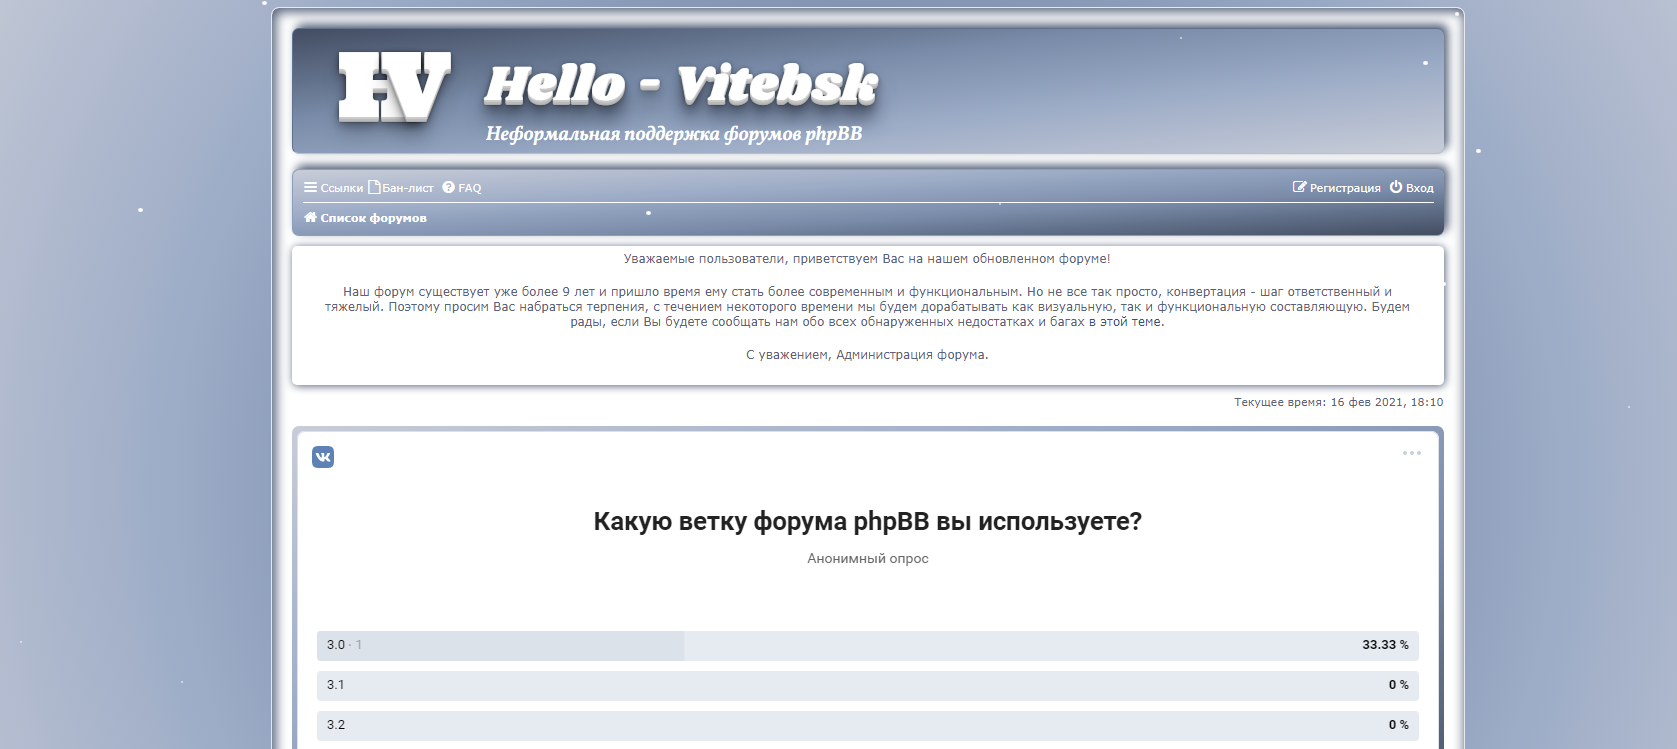 HV
Hello - Vitebsk
Неформальная поддержка форумов phpBB
Ссылки Бан-лист FAQ
Регистрация Вход
Список форумов
Уважаемые пользователи, приветствуем Вас на нашем обновленном форуме!
Наш форум существует уже более 9 лет и пришло время ему стать более современным и функциональным. Но не все так просто, конвертация - шаг ответственный и
тяжелый. Поэтому просим Вас набраться терпения, с течением некоторого времени мы будем дорабатывать как визуальную, так и функциональную составляющую. Будем
рады, если Вы будете сообщать нам обо всех обнаруженных недостатках и багах в этой теме.
С уважением, Администрация форума.
Текущее время: 16 фев 2021, 18:10
Какую ветку форума phpBB вы используете?
Анонимный опрос
3.0 · 1 33.33 %
3.1 0 %
3.2 0 %